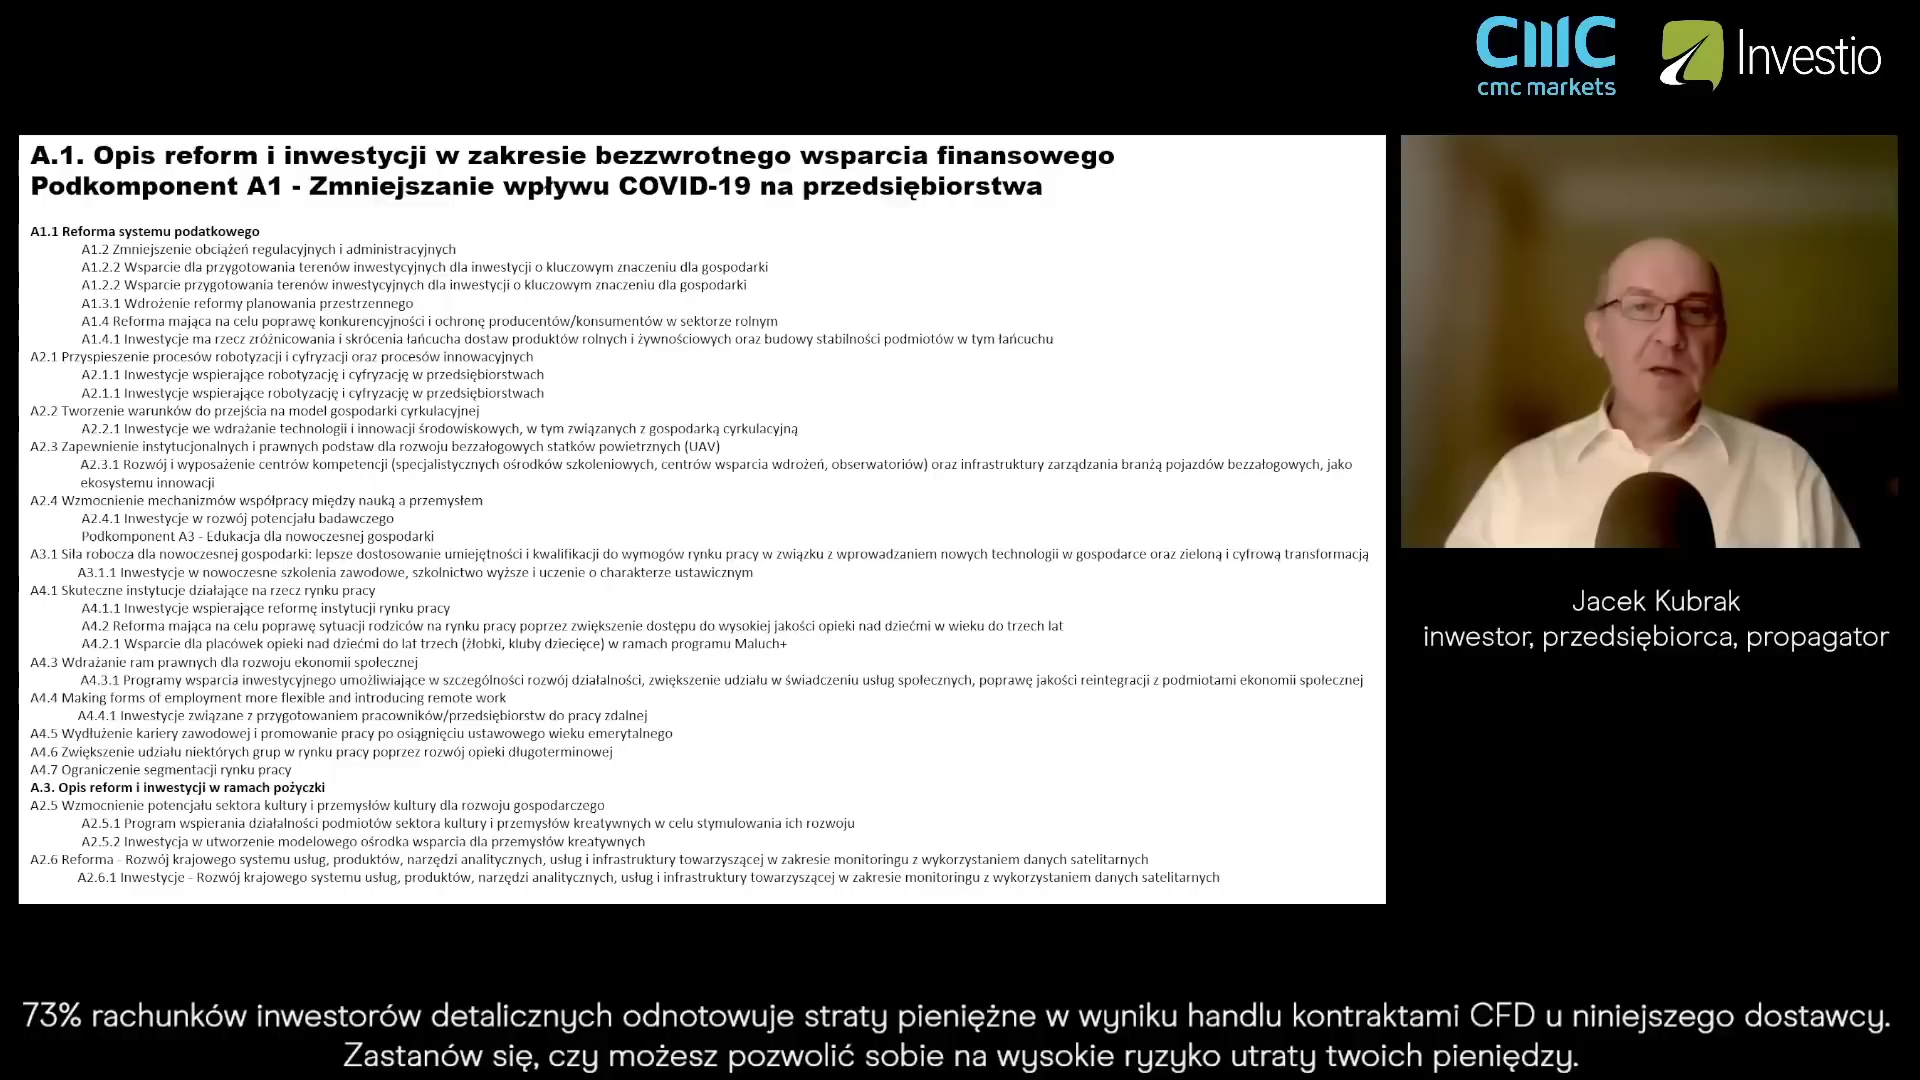 cmc
cmc markets
Investio
A.1. Opis reform i inwestycji w zakresie bezzwrotnego wsparcia finansowego
Podkomponent A1 - Zmniejszanie wpływu COVID-19 na przedsiębiorstwa
A1.1 Reforma systemu podatkowego
A1.2 Zmniejszenie obciążeń regulacyjnych i administracyjnych
A1.2.2 Wsparcie dla przygotowania terenów inwestycyjnych dla inwestycji o kluczowym znaczeniu dla gospodarki
A1.2.2 Wsparcie przygotowania terenów inwestycyjnych dla inwestycji o kluczowym znaczeniu dla gospodarki
A1.3.1 Wdrożenie reformy planowania przestrzennego
A1.4 Reforma mająca na celu poprawę konkurencyjności i ochronę producentów/konsumentów w sektorze rolnym
A1.4.1 Inwestycje ma rzecz zróżnicowania i skrócenia łańcucha dostaw produktów rolnych i żywnościowych oraz budowy stabilności podmiotów w tym łańcuchu
A2.1 Przyspieszenie procesów robotyzacji i cyfryzacji oraz procesów innowacyjnych
A2.1.1 Inwestycje wspierające robotyzację i cyfryzację w przedsiębiorstwach
A2.1.1 Inwestycje wspierające robotyzację i cyfryzację w przedsiębiorstwach
A2.2 Tworzenie warunków do przejścia na model gospodarki cyrkulacyjnej
A2.2.1 Inwestycje we wdrażanie technologii i innowacji środowiskowych, w tym związanych z gospodarką cyrkulacyjną
A2.3 Zapewnienie instytucjonalnych i prawnych podstaw dla rozwoju bezzałogowych statków powietrznych (UAV)
A2.3.1 Rozwój i wyposażenie centrów kompetencji (specjalistycznych ośrodków szkoleniowych, centrów wsparcia wdrożeń, obserwatoriów) oraz infrastruktury zarządzania branżą pojazdów bezzałogowych, jako
ekosystemu innowacji
A2.4 Wzmocnienie mechanizmów współpracy między nauką a przemysłem
A2.4.1 Inwestycje w rozwój potencjału badawczego
Podkomponent A3 - Edukacja dla nowoczesnej gospodarki
A3.1 Siła robocza dla nowoczesnej gospodarki: lepsze dostosowanie umiejętności i kwalifikacji do wymogów rynku pracy w związku z wprowadzaniem nowych technologii w gospodarce oraz zieloną i cyfrową transformacją
A3.1.1 Inwestycje w nowoczesne szkolenia zawodowe, szkolnictwo wyższe i uczenie o charakterze ustawicznym
A4.1 Skuteczne instytucje działające na rzecz rynku pracy
A4.1.1 Inwestycje wspierające reformę instytucji rynku pracy
A4.2 Reforma mająca na celu poprawę sytuacji rodziców na rynku pracy poprzez zwiększenie dostępu do wysokiej jakości opieki nad dziećmi w wieku do trzech lat
A4.2.1 Wsparcie dla placówek opieki nad dziećmi do lat trzech (żłobki, kluby dziecięce) w ramach programu Maluch+
A4.3 Wdrażanie ram prawnych dla rozwoju ekonomii społecznej
A4.3.1 Programy wsparcia inwestycyjnego umożliwiające w szczególności rozwój działalności, zwiększenie udziału w świadczeniu usług społecznych, poprawę jakości reintegracji z podmiotami ekonomii społecznej
A4.4 Making forms of employment more flexible and introducing remote work
A4.4.1 Inwestycje związane z przygotowaniem pracowników/przedsiębiorstw do pracy zdalnej
A4.5 Wydłużenie kariery zawodowej i promowanie pracy po osiągnięciu ustawowego wieku emerytalnego
A4.6 Zwiększenie udziału niektórych grup w rynku pracy poprzez rozwój opieki długoterminowej
A4.7 Ograniczenie segmentacji rynku pracy
A.3. Opis reform i inwestycji w ramach pożyczki
A2.5 Wzmocnienie potencjału sektora kultury i przemysłów kultury dla rozwoju gospodarczego
A2.5.1 Program wspierania działalności podmiotów sektora kultury i przemysłów kreatywnych w celu stymulowania ich rozwoju
A2.5.2 Inwestycja w utworzenie modelowego ośrodka wsparcia dla przemysłów kreatywnych
A2.6 Reforma - Rozwój krajowego systemu usług, produktów, narzędzi analitycznych, usług i infrastruktury towarzyszącej w zakresie monitoringu z wykorzystaniem danych satelitarnych
A2.6.1 Inwestycje - Rozwój krajowego systemu usług, produktów, narzędzi analitycznych, usług i infrastruktury towarzyszącej w zakresie monitoringu z wykorzystaniem danych satelitarnych
Jacek Kubrak
inwestor, przedsiębiorca, propagator
73% rachunków inwestorów detalicznych odnotowuje straty pieniężne w wyniku handlu kontraktami CFD u niniejszego dostawcy.
Zastanów się, czy możesz pozwolić sobie na wysokie ryzyko utraty twoich pieniędzy.